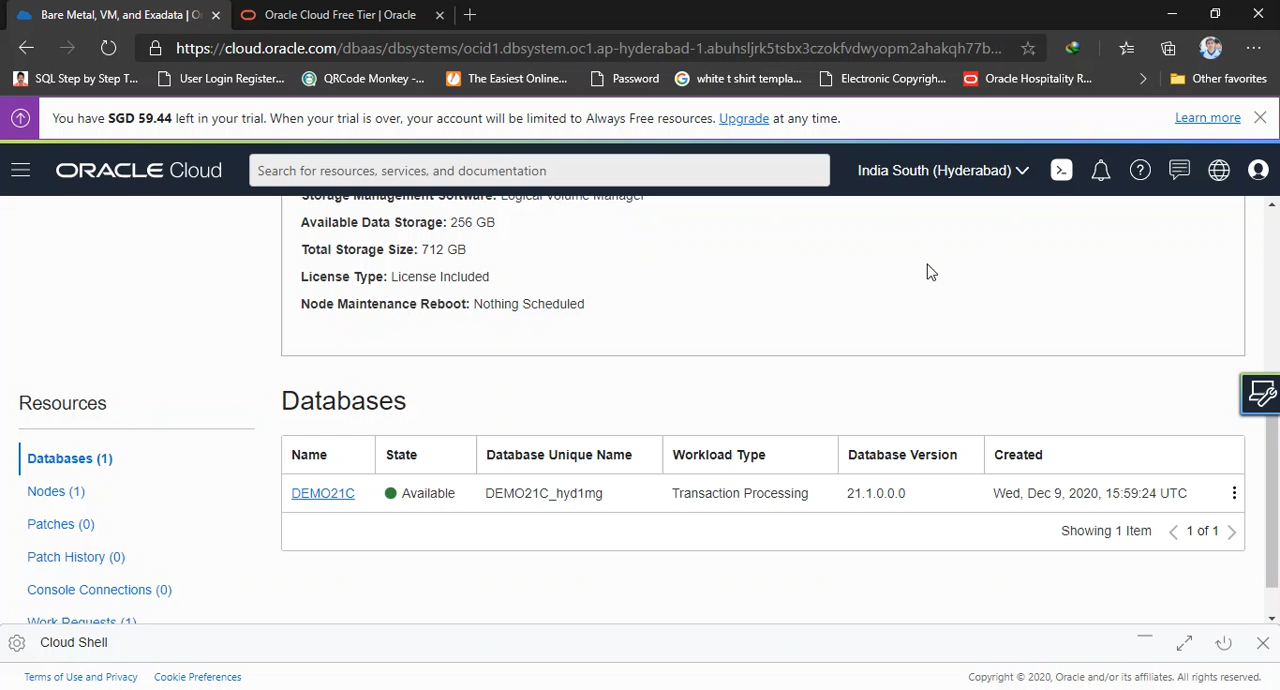 Bare Metal, VM, and Exadata | O
Oracle Cloud Free Tier | Oracle
https://cloud.oracle.com/dbaas/dbsystems/ocid1.dbsystem.oc1.ap-hyderabad-1.abuhsljrk5tsbx3czokfvdwyopm2ahakqh77b...
SQL Step by Step T...
User Login Register...
QRCode Monkey -...
The Easiest Online...
Password
white t shirt templa...
Electronic Copyrigh...
Oracle Hospitality R...
Other favorites
You have SGD 59.44 left in your trial. When your trial is over, your account will be limited to Always Free resources. Upgrade at any time.
Learn more
ORACLE Cloud
Search for resources, services, and documentation
India South (Hyderabad)
Storage Management Software: Logical Volume Manager
Available Data Storage: 256 GB
Total Storage Size: 712 GB
License Type: License Included
Node Maintenance Reboot: Nothing Scheduled
Resources
Databases (1)
Nodes (1)
Patches (0)
Patch History (0)
Console Connections (0)
Work Requests (1)
Databases
Name State Database Unique Name Workload Type Database Version Created
DEMO21C Available DEMO21C_hyd1mg Transaction Processing 21.1.0.0.0 Wed, Dec 9, 2020, 15:59:24 UTC
Showing 1 Item 1 of 1
Cloud Shell
Terms of Use and Privacy Cookie Preferences
Copyright © 2020, Oracle and/or its affiliates. All rights reserved.